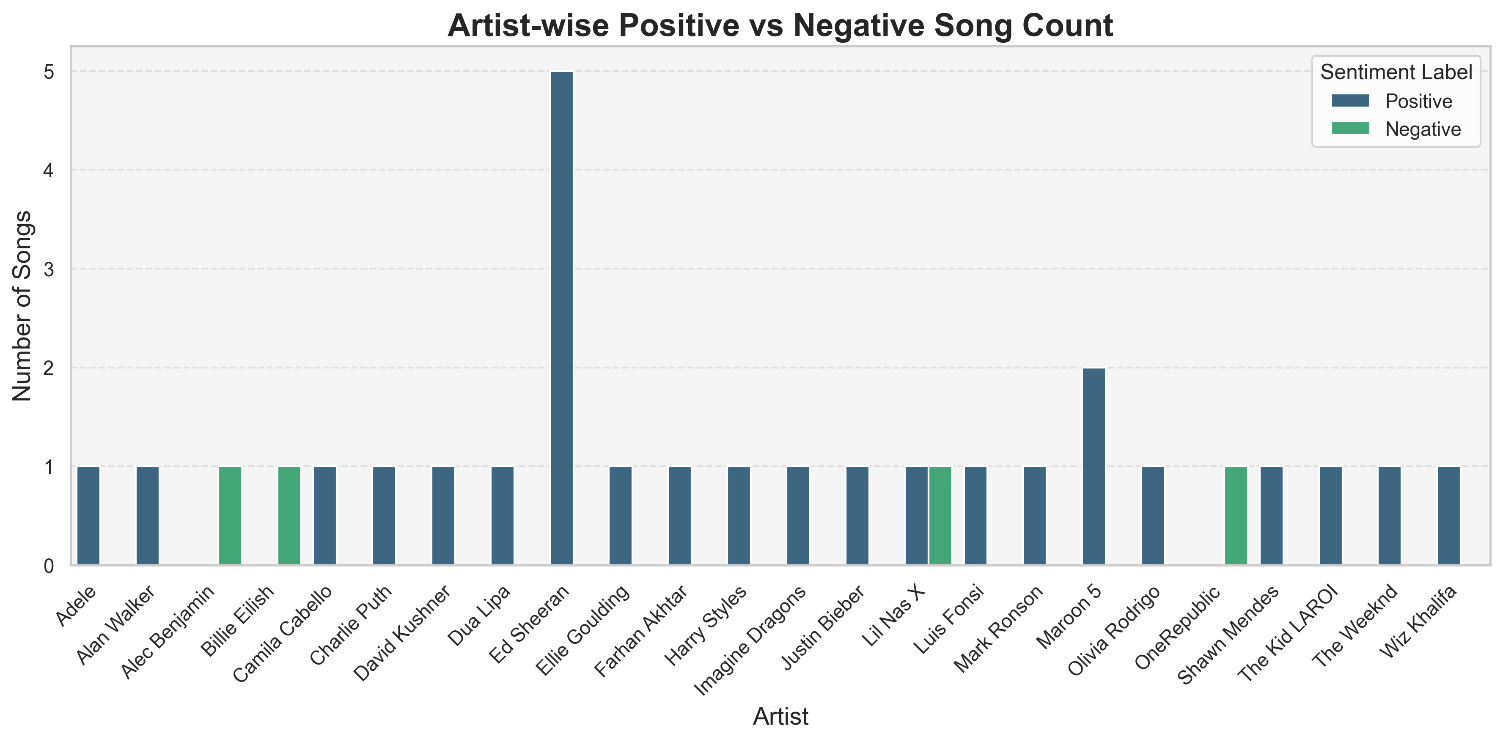 Artist-wise Positive vs Negative Song Count
Sentiment Label
Positive
Negative
Number of Songs
5
4
3
2
1
0
Adele
Alan Walker
Alec Benjamin
Billie Eilish
Camila Cabello
Charlie Puth
David Kushner
Dua Lipa
Ed Sheeran
Ellie Goulding
Farhan Akhtar
Harry Styles
Imagine Dragons
Justin Bieber
Lil Nas X
Luis Fonsi
Mark Ronson
Maroon 5
Olivia Rodrigo
OneRepublic
Shawn Mendes
The Kid LAROI
The Weeknd
Wiz Khalifa
Artist